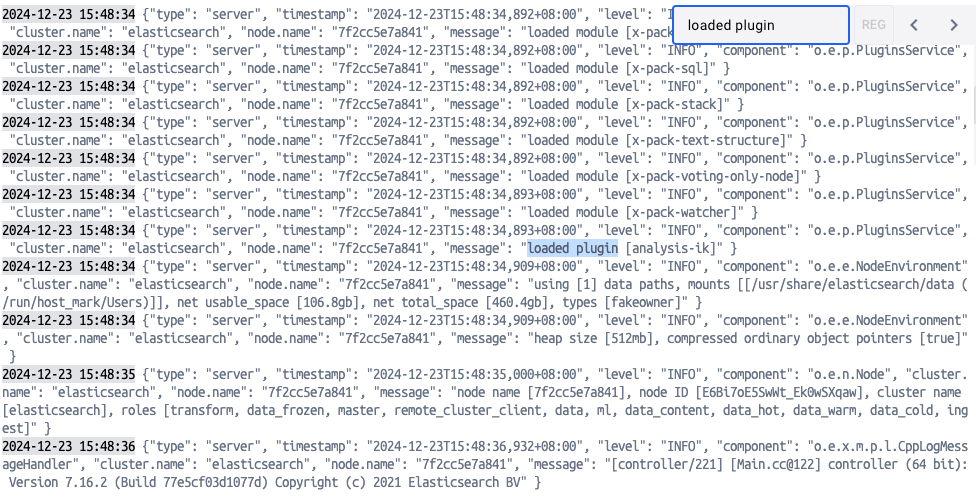 2024-12-23 15:48:34 {"type": "server", "timestamp": "2024-12-23T15:48:34,892+08:00", "level": "I
loaded plugin
REG
"cluster.name": "elasticsearch", "node.name": "7f2cc5e7a841", "message": "loaded module [x-pack
2024-12-23 15:48:34 {"type": "server", "timestamp": "2024-12-23T15:48:34,892+08:00", "level": "INFO", "component": "o.e.p.PluginsService",
"cluster.name": "elasticsearch", "node.name": "7f2cc5e7a841", "message": "loaded module [x-pack-sql]" }
2024-12-23 15:48:34 {"type": "server", "timestamp": "2024-12-23T15:48:34,892+08:00", "level": "INFO", "component": "o.e.p.PluginsService",
"cluster.name": "elasticsearch", "node.name": "7f2cc5e7a841", "message": "loaded module [x-pack-stack]" }
2024-12-23 15:48:34 {"type": "server", "timestamp": "2024-12-23T15:48:34,892+08:00", "level": "INFO", "component": "o.e.p.PluginsService",
"cluster.name": "elasticsearch", "node.name": "7f2cc5e7a841", "message": "loaded module [x-pack-text-structure]" }
2024-12-23 15:48:34 {"type": "server", "timestamp": "2024-12-23T15:48:34,892+08:00", "level": "INFO", "component": "o.e.p.PluginsService",
"cluster.name": "elasticsearch", "node.name": "7f2cc5e7a841", "message": "loaded module [x-pack-voting-only-node]" }
2024-12-23 15:48:34 {"type": "server", "timestamp": "2024-12-23T15:48:34,893+08:00", "level": "INFO", "component": "o.e.p.PluginsService",
"cluster.name": "elasticsearch", "node.name": "7f2cc5e7a841", "message": "loaded module [x-pack-watcher]" }
2024-12-23 15:48:34 {"type": "server", "timestamp": "2024-12-23T15:48:34,893+08:00", "level": "INFO", "component": "o.e.p.PluginsService",
"cluster.name": "elasticsearch", "node.name": "7f2cc5e7a841", "message": "loaded plugin [analysis-ik]" }
2024-12-23 15:48:34 {"type": "server", "timestamp": "2024-12-23T15:48:34,909+08:00", "level": "INFO", "component": "o.e.e.NodeEnvironment"
, "cluster.name": "elasticsearch", "node.name": "7f2cc5e7a841", "message": "using [1] data paths, mounts [[/usr/share/elasticsearch/data (
/run/host_mark/Users)]], net usable_space [106.8gb], net total_space [460.4gb], types [fakeowner]" }
2024-12-23 15:48:34 {"type": "server", "timestamp": "2024-12-23T15:48:34,909+08:00", "level": "INFO", "component": "o.e.e.NodeEnvironment"
, "cluster.name": "elasticsearch", "node.name": "7f2cc5e7a841", "message": "heap size [512mb], compressed ordinary object pointers [true]"
}
2024-12-23 15:48:35 {"type": "server", "timestamp": "2024-12-23T15:48:35,000+08:00", "level": "INFO", "component": "o.e.n.Node", "cluster.
name": "elasticsearch", "node.name": "7f2cc5e7a841", "message": "node name [7f2cc5e7a841], node ID [E6Bi7oE5SwWt_Ek0wSXqaw], cluster name
[elasticsearch], roles [transform, data_frozen, master, remote_cluster_client, data, ml, data_content, data_hot, data_warm, data_cold, ing
est]" }
2024-12-23 15:48:36 {"type": "server", "timestamp": "2024-12-23T15:48:36,932+08:00", "level": "INFO", "component": "o.e.x.m.p.l.CppLogMess
ageHandler", "cluster.name": "elasticsearch", "node.name": "7f2cc5e7a841", "message": "[controller/221] [Main.cc@122] controller (64 bit):
Version 7.16.2 (Build 77e5cf03d1077d) Copyright (c) 2021 Elasticsearch BV" }